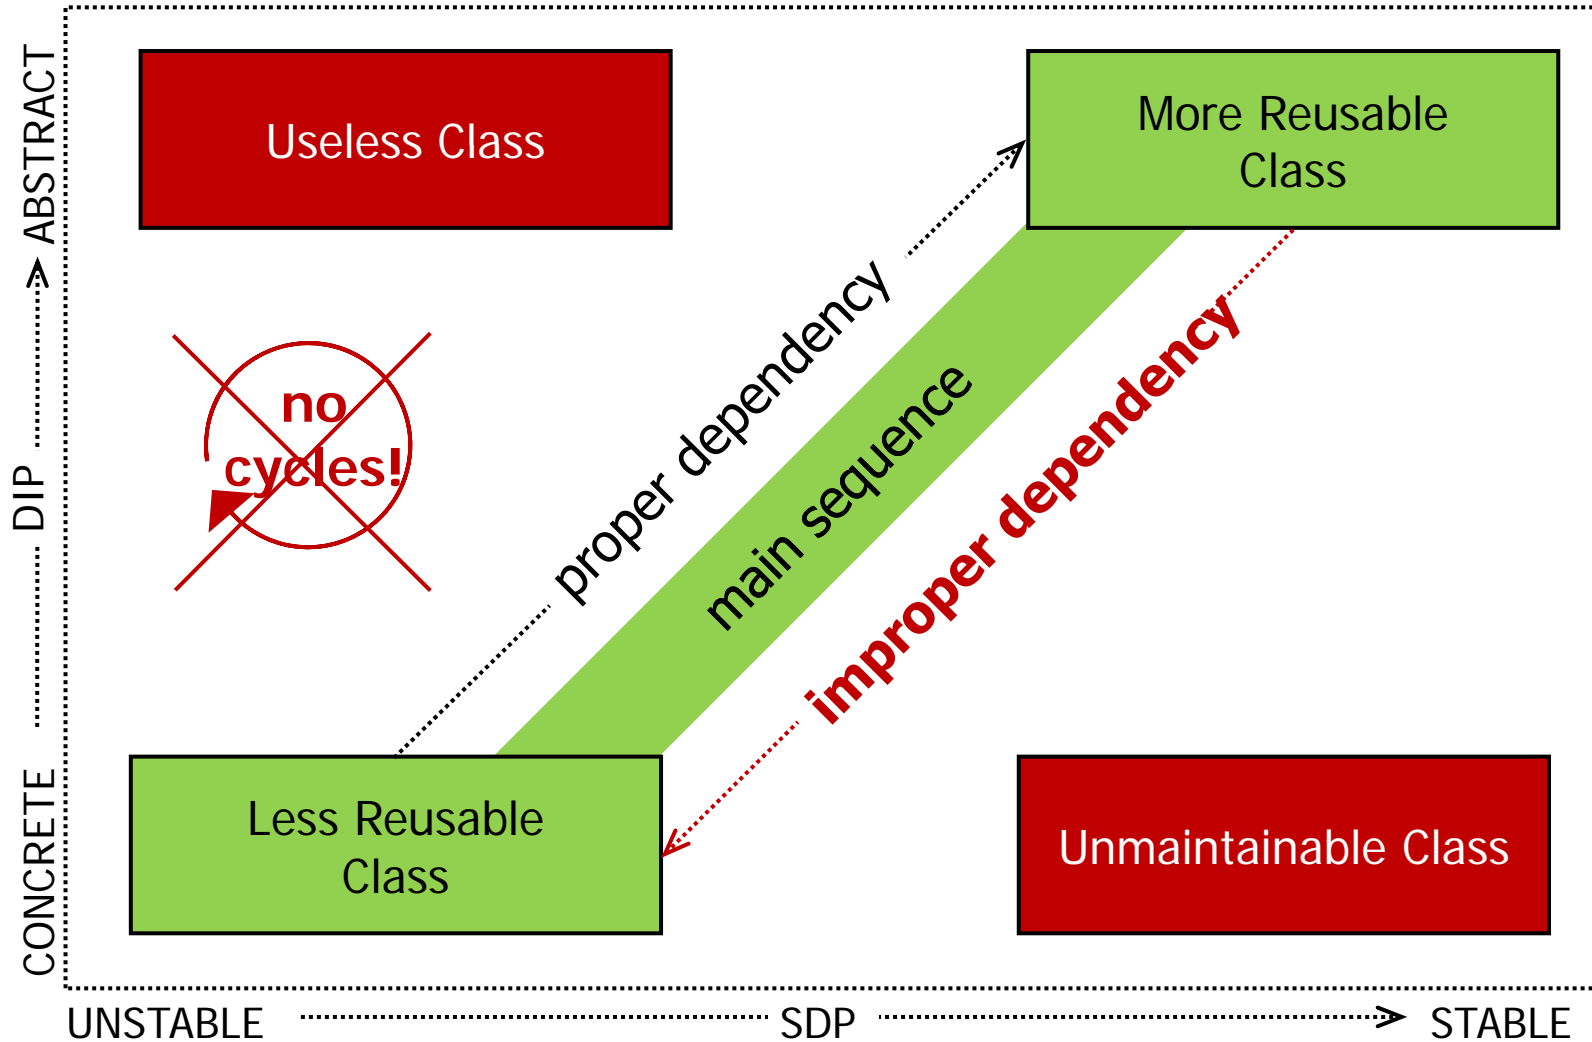 ABSTRACT
DIP
CONCRETE
Useless Class
More Reusable
Class
no
cycles!
proper dependency
main sequence
improper dependency
Less Reusable
Class
Unmaintainable Class
UNSTABLE
SDP
STABLE